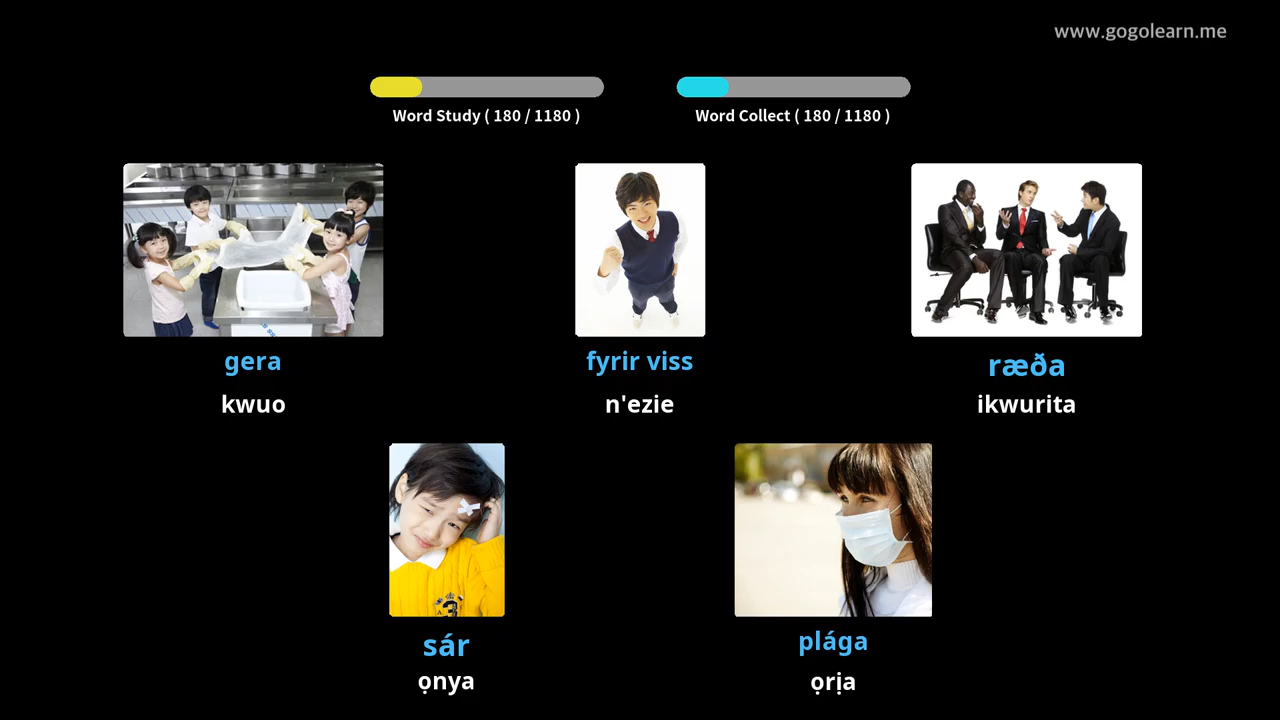 www.gogolearn.me
Word Study ( 180 / 1180 )
Word Collect ( 180 / 1180 )
gera
kwuo
fyrir viss
n'ezie
ræða
ikwurita
sár
ọnya
plága
ọrịa